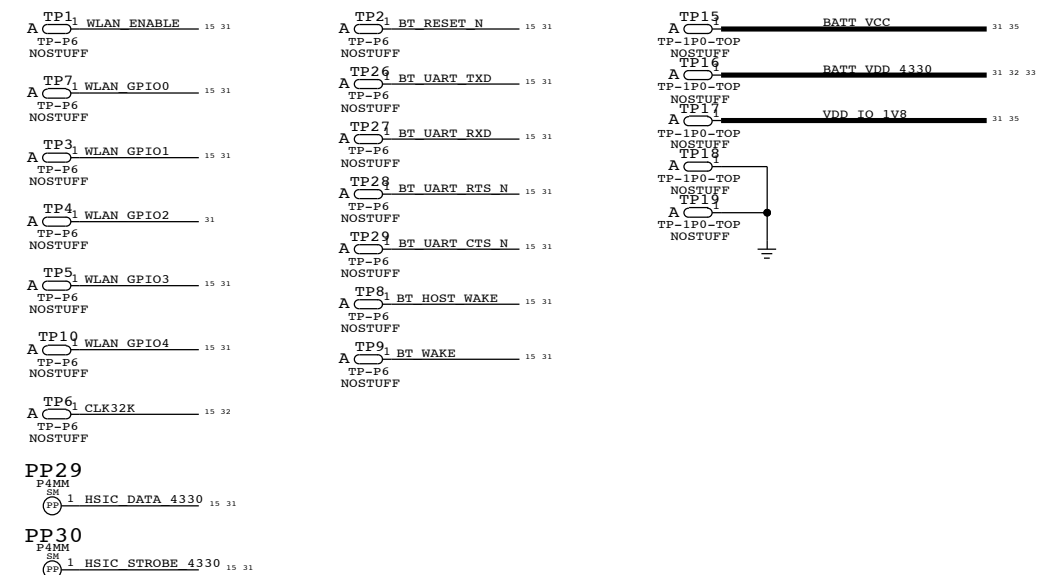 TP1
A 1 WLAN_ENABLE 15 31
TP-P6
NOSTUFF
TP7
A 1 WLAN_GPIO0 15 31
TP-P6
NOSTUFF
TP3
A 1 WLAN_GPIO1 15 31
TP-P6
NOSTUFF
TP4
A 1 WLAN_GPIO2 31
TP-P6
NOSTUFF
TP5
A 1 WLAN_GPIO3 15 31
TP-P6
NOSTUFF
TP10
A 1 WLAN_GPIO4 15 31
TP-P6
NOSTUFF
TP6
A 1 CLK32K 15 32
TP-P6
NOSTUFF
PP29
P4MM
SM
PP 1 HSIC_DATA_4330 15 31
PP30
P4MM
SM
PP 1 HSIC_STROBE_4330 15 31
TP2
A 1 BT_RESET_N 15 31
TP-P6
NOSTUFF
TP26
A 1 BT_UART_TXD 15 31
TP-P6
NOSTUFF
TP27
A 1 BT_UART_RXD 15 31
TP-P6
NOSTUFF
TP28
A 1 BT_UART_RTS_N 15 31
TP-P6
NOSTUFF
TP29
A 1 BT_UART_CTS_N 15 31
TP-P6
NOSTUFF
TP8
A 1 BT_HOST_WAKE 15 31
TP-P6
NOSTUFF
TP9
A 1 BT_WAKE 15 31
TP-P6
NOSTUFF
TP15
A 1 BATT_VCC 31 35
TP-1P0-TOP
NOSTUFF
TP16
A 1 BATT_VDD_4330 31 32 33
TP-1P0-TOP
NOSTUFF
TP17
A 1 VDD_IO_1V8 31 35
TP-1P0-TOP
NOSTUFF
TP18
A 1
TP-1P0-TOP
NOSTUFF
TP19
A 1
TP-1P0-TOP
NOSTUFF